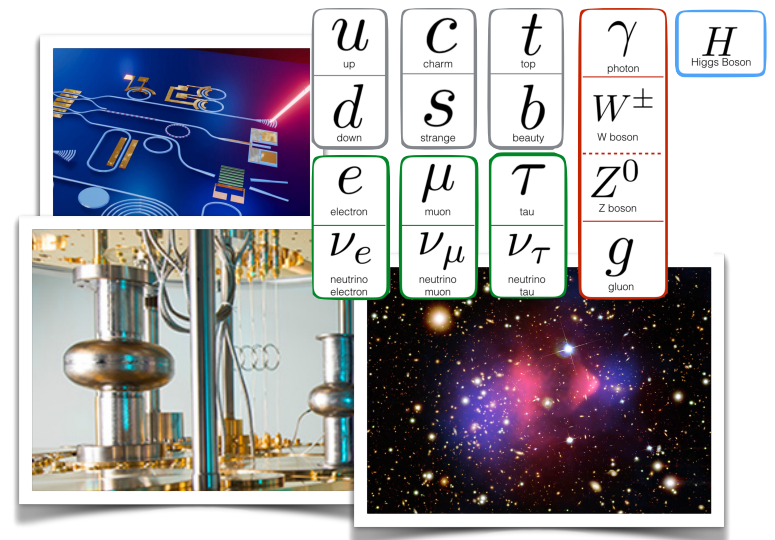 u
up
d
down
c
charm
s
strange
t
top
b
beauty
γ
photon
W±
W boson
Z⁰
Z boson
g
gluon
H
Higgs Boson
e
electron
νe
neutrino
electron
μ
muon
νμ
neutrino
muon
τ
tau
ντ
neutrino
tau